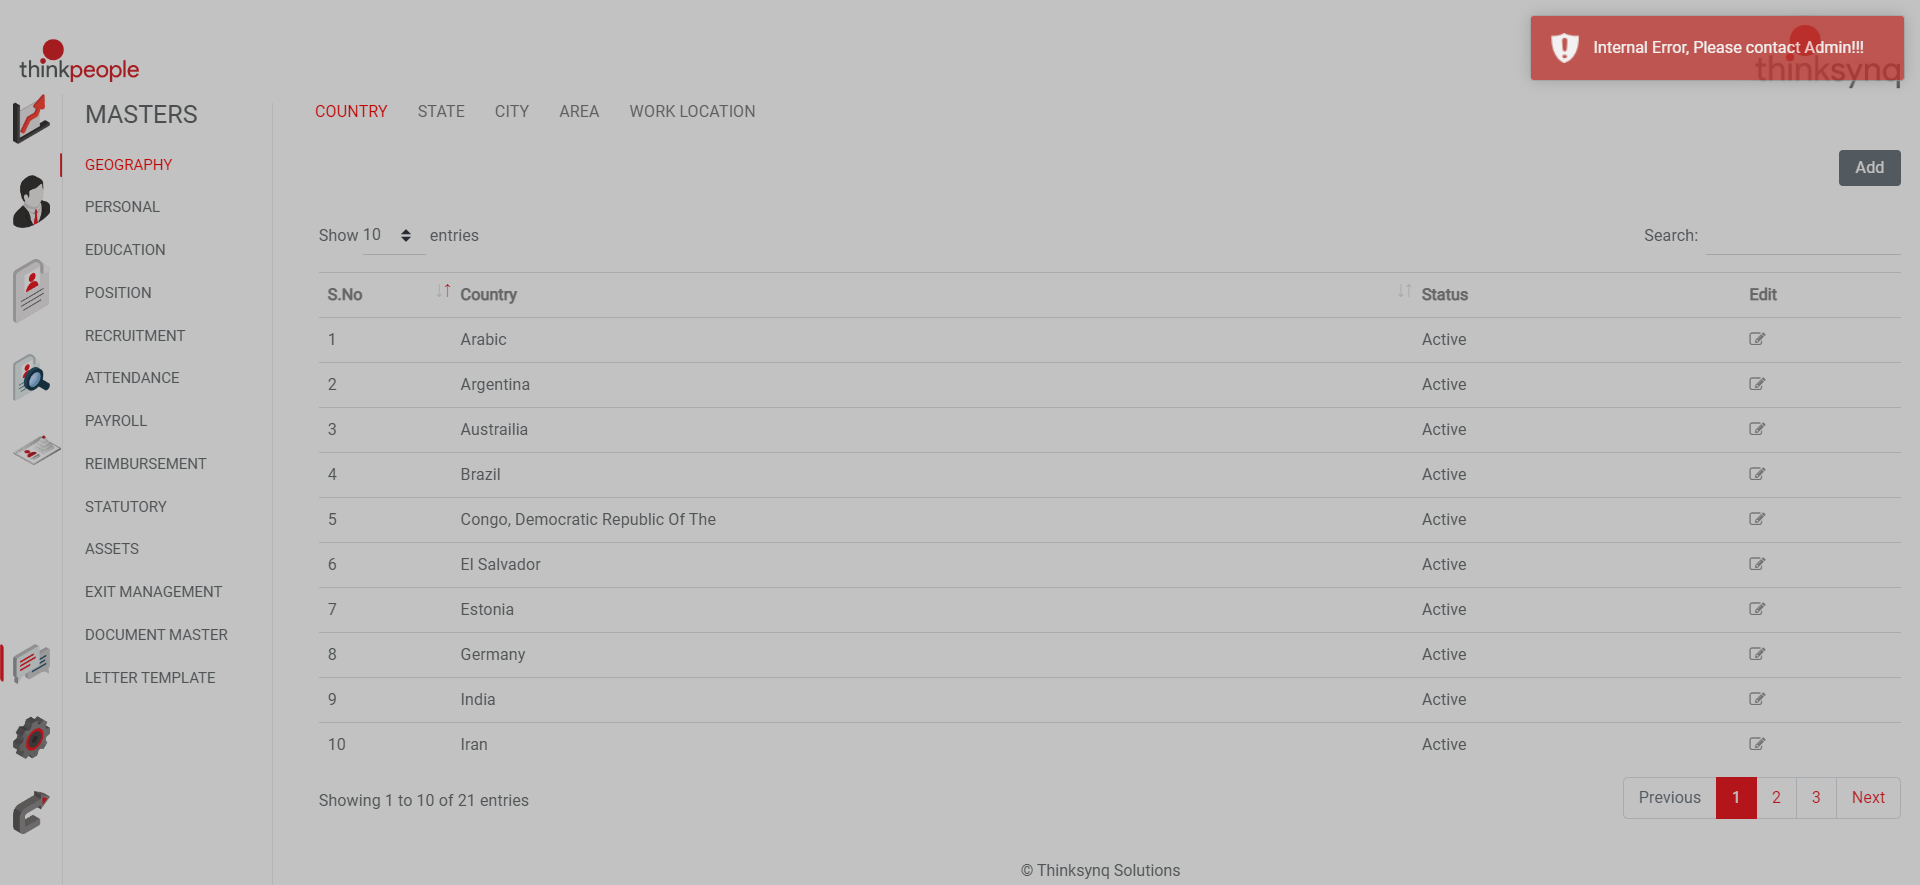 thinkpeople
Internal Error, Please contact Admin!!!
thinksynq
MASTERS
GEOGRAPHY
PERSONAL
EDUCATION
POSITION
RECRUITMENT
ATTENDANCE
PAYROLL
REIMBURSEMENT
STATUTORY
ASSETS
EXIT MANAGEMENT
DOCUMENT MASTER
LETTER TEMPLATE
COUNTRY STATE CITY AREA WORK LOCATION
Add
Show 10 entries Search:
S.No Country Status Edit
1 Arabic Active
2 Argentina Active
3 Austrailia Active
4 Brazil Active
5 Congo, Democratic Republic Of The Active
6 El Salvador Active
7 Estonia Active
8 Germany Active
9 India Active
10 Iran Active
Showing 1 to 10 of 21 entries Previous 1 2 3 Next
© Thinksynq Solutions